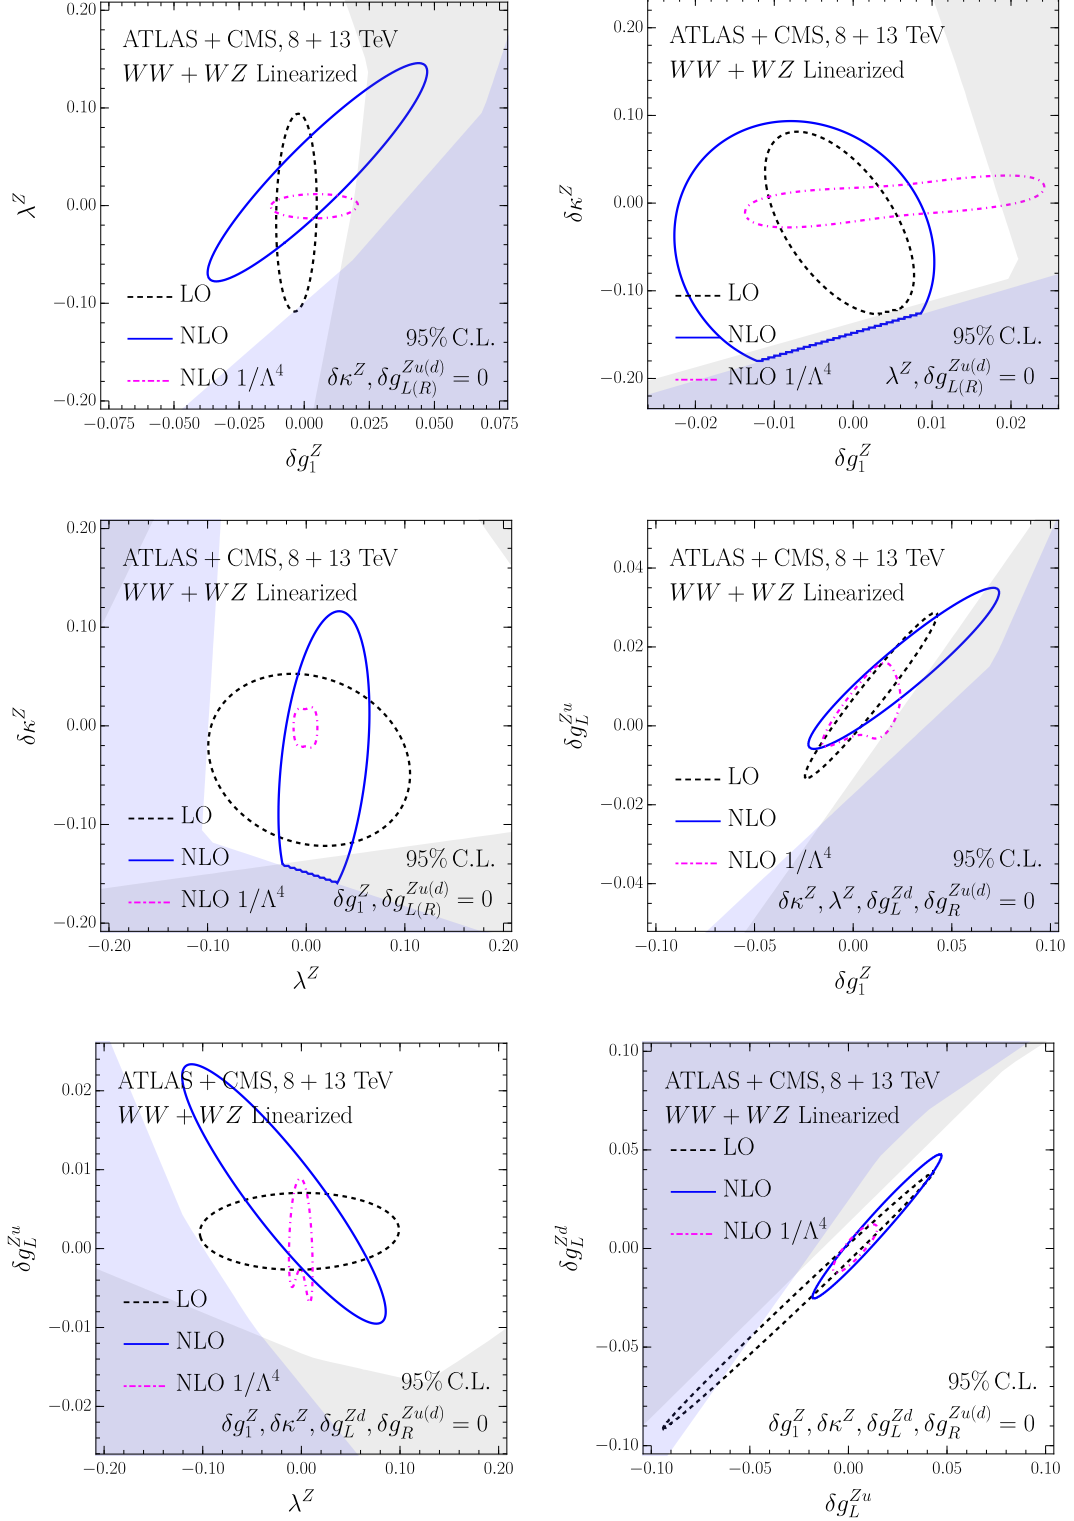 ATLAS + CMS, 8 + 13 TeV
WW + WZ Linearized
0.20
0.10
0.00
−0.10
−0.20
λ^Z
LO
NLO
NLO 1/Λ^4
95% C.L.
δκ^Z, δg_{L(R)}^{Zu(d)} = 0
−0.075 −0.050 −0.025 0.000 0.025 0.050 0.075
δg_1^Z
ATLAS + CMS, 8 + 13 TeV
WW + WZ Linearized
0.20
0.10
0.00
−0.10
−0.20
δκ^Z
LO
NLO
NLO 1/Λ^4
95% C.L.
λ^Z, δg_{L(R)}^{Zu(d)} = 0
−0.02 −0.01 0.00 0.01 0.02
δg_1^Z
ATLAS + CMS, 8 + 13 TeV
WW + WZ Linearized
0.20
0.10
0.00
−0.10
−0.20
δκ^Z
LO
NLO
NLO 1/Λ^4
95% C.L.
δg_1^Z, δg_{L(R)}^{Zu(d)} = 0
−0.20 −0.10 0.00 0.10 0.20
λ^Z
ATLAS + CMS, 8 + 13 TeV
WW + WZ Linearized
0.04
0.02
0.00
−0.02
−0.04
δg_L^{Zu}
LO
NLO
NLO 1/Λ^4
95% C.L.
δκ^Z, λ^Z, δg_L^{Zd}, δg_R^{Zu(d)} = 0
−0.10 −0.05 0.00 0.05 0.10
δg_1^Z
ATLAS + CMS, 8 + 13 TeV
WW + WZ Linearized
0.02
0.01
0.00
−0.01
−0.02
δg_L^{Zu}
LO
NLO
NLO 1/Λ^4
95% C.L.
δg_1^Z, δκ^Z, δg_L^{Zd}, δg_R^{Zu(d)} = 0
−0.20 −0.10 0.00 0.10 0.20
λ^Z
ATLAS + CMS, 8 + 13 TeV
WW + WZ Linearized
LO
NLO
NLO 1/Λ^4
0.10
0.05
0.00
−0.05
−0.10
δg_L^{Zd}
95% C.L.
δg_1^Z, δκ^Z, δg_L^{Zd}, δg_R^{Zu(d)} = 0
−0.10 −0.05 0.00 0.05 0.10
δg_L^{Zu}